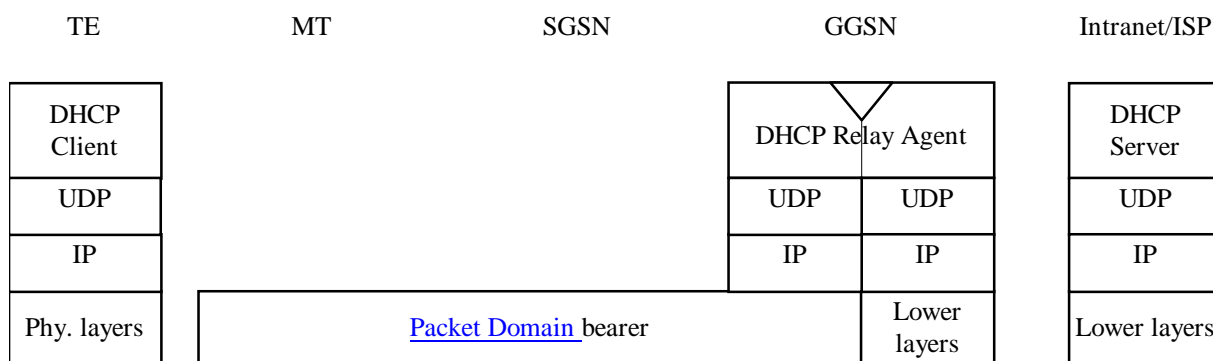 TE MT SGSN GGSN Intranet/ISP
DHCP
Client
DHCP Relay Agent
DHCP
Server
UDP UDP UDP UDP
IP IP IP IP
Phy. layers Packet Domain bearer Lower
layers
Lower layers